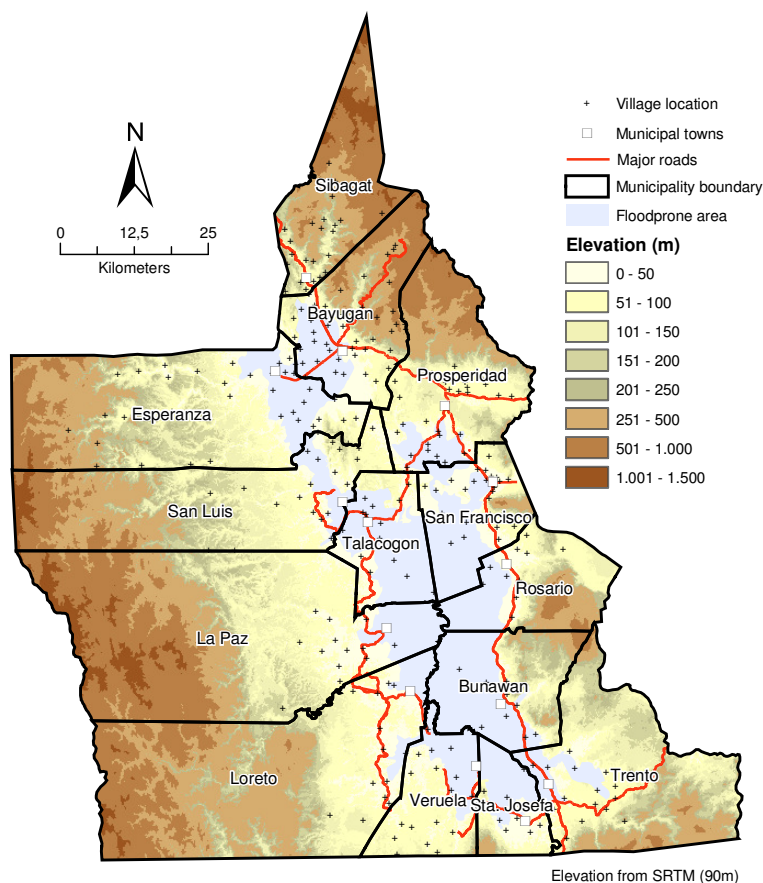 N
0 12,5 25
Kilometers
Village location
Municipal towns
Major roads
Municipality boundary
Floodprone area
Elevation (m)
0 - 50
51 - 100
101 - 150
151 - 200
201 - 250
251 - 500
501 - 1.000
1.001 - 1.500
Sibagat
Bayugan
Prosperidad
Esperanza
San Luis
San Francisco
Talacogon
Rosario
La Paz
Bunawan
Loreto
Trento
Veruela
Sta. Josefa
Elevation from SRTM (90m)